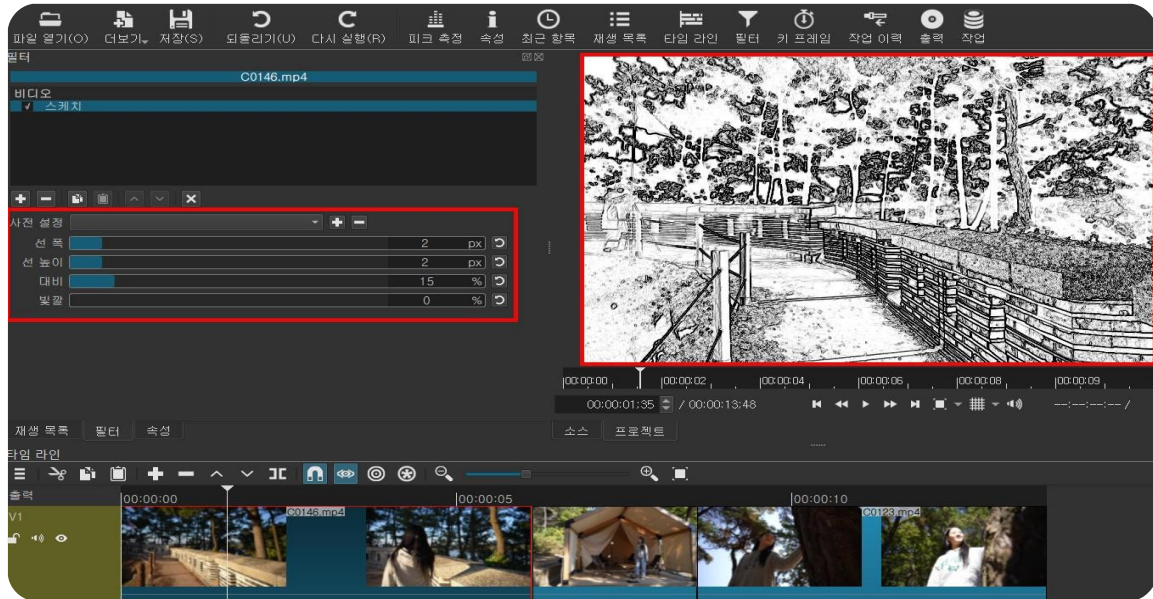 파일 열기(O) 더보기 저장(S) 되돌리기(U) 다시 실행(R) 피크 측정 속성 최근 항목 재생 목록 타임 라인 필터 키 프레임 작업 이력 출력 작업
필터
C0146.mp4
비디오
스케치
사전 설정
선 폭 2 px
선 높이 2 px
대비 15 %
빛깔 0 %
00:00:00 00:00:02 00:00:04 00:00:06 00:00:08 00:00:09
00:00:01:35 / 00:00:13:48 --:--:--:-- /
재생 목록 필터 속성 소스 프로젝트
타임 라인
출력 00:00:00 00:00:05 00:00:10
V1 C0146.mp4 C0123.mp4